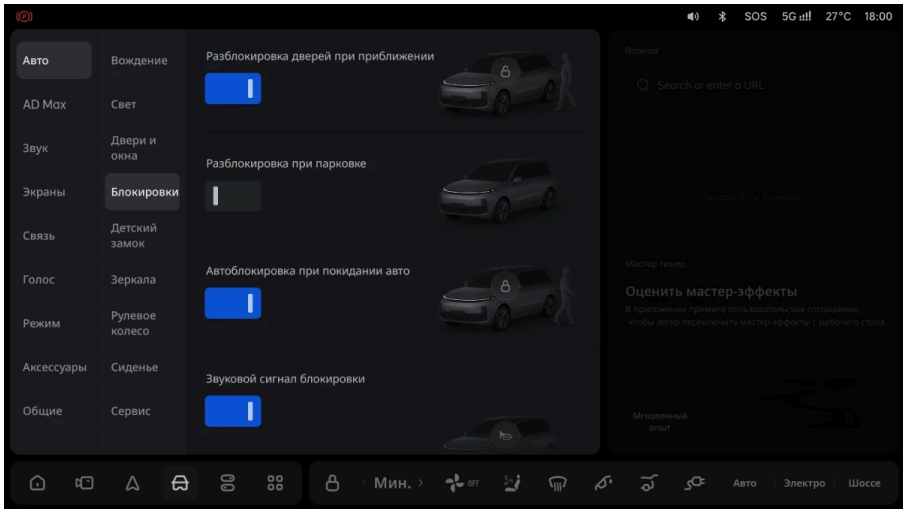 (P)
SOS 5G 27°C 18:00
Авто
AD Max
Звук
Экраны
Связь
Голос
Режим
Аксессуары
Общие
Вождение
Свет
Двери и
окна
Блокировки
Детский
замок
Зеркала
Рулевое
колесо
Сиденье
Сервис
Разблокировка дверей при приближении
Разблокировка при парковке
Автоблокировка при покидании авто
Звуковой сигнал блокировки
Browser
Search or enter a URL
Мастер-тюнер
Оценить мастер-эффекты
В приложении примите пользовательское соглашение,
чтобы легко переключать мастер-эффекты с рабочего стола.
Мгновенный
опыт
< Мин. > OFF Авто Электро Шоссе